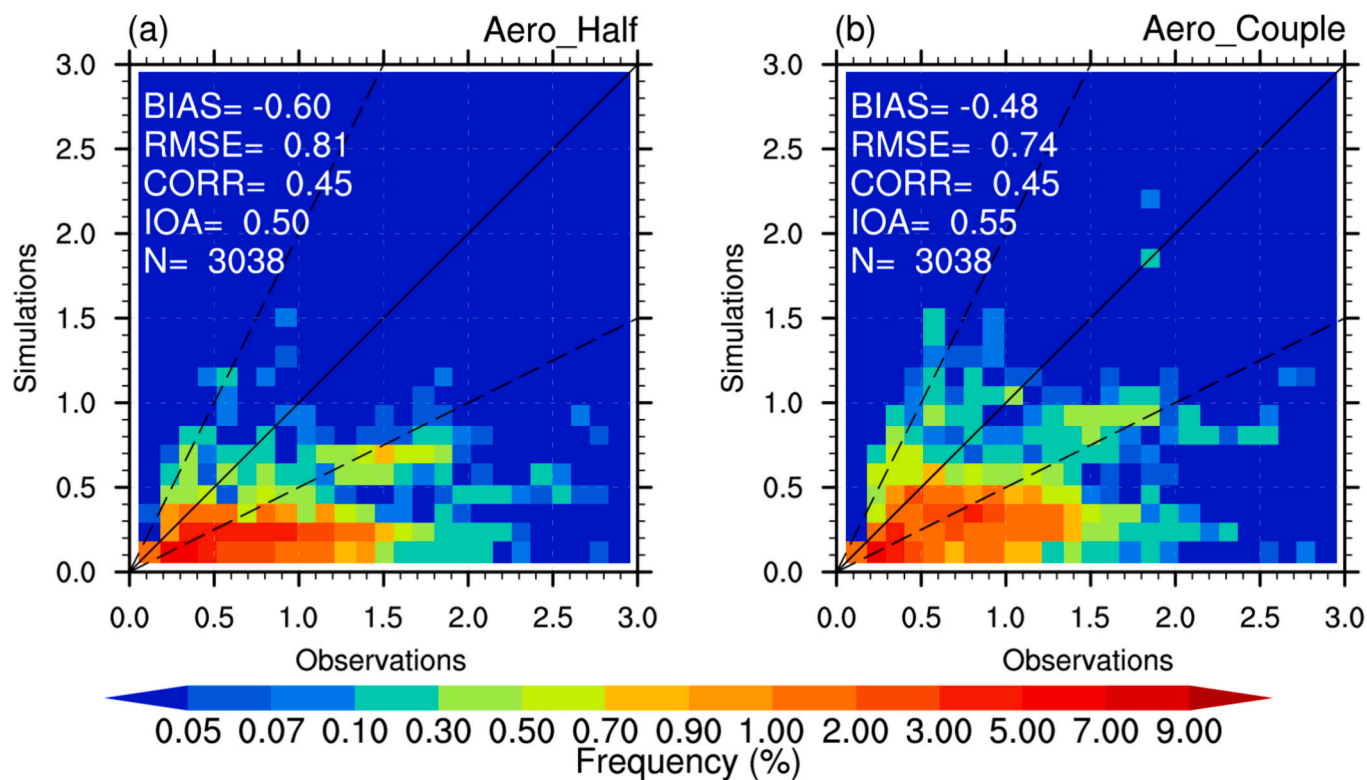 (a) Aero_Half
BIAS= -0.60
RMSE= 0.81
CORR= 0.45
IOA= 0.50
N= 3038
3.0
2.5
2.0
1.5
1.0
0.5
0.0
Simulations
0.0 0.5 1.0 1.5 2.0 2.5 3.0
Observations
(b) Aero_Couple
BIAS= -0.48
RMSE= 0.74
CORR= 0.45
IOA= 0.55
N= 3038
3.0
2.5
2.0
1.5
1.0
0.5
0.0
Simulations
0.0 0.5 1.0 1.5 2.0 2.5 3.0
Observations
0.05 0.07 0.10 0.30 0.50 0.70 0.90 1.00 2.00 3.00 5.00 7.00 9.00
Frequency (%)